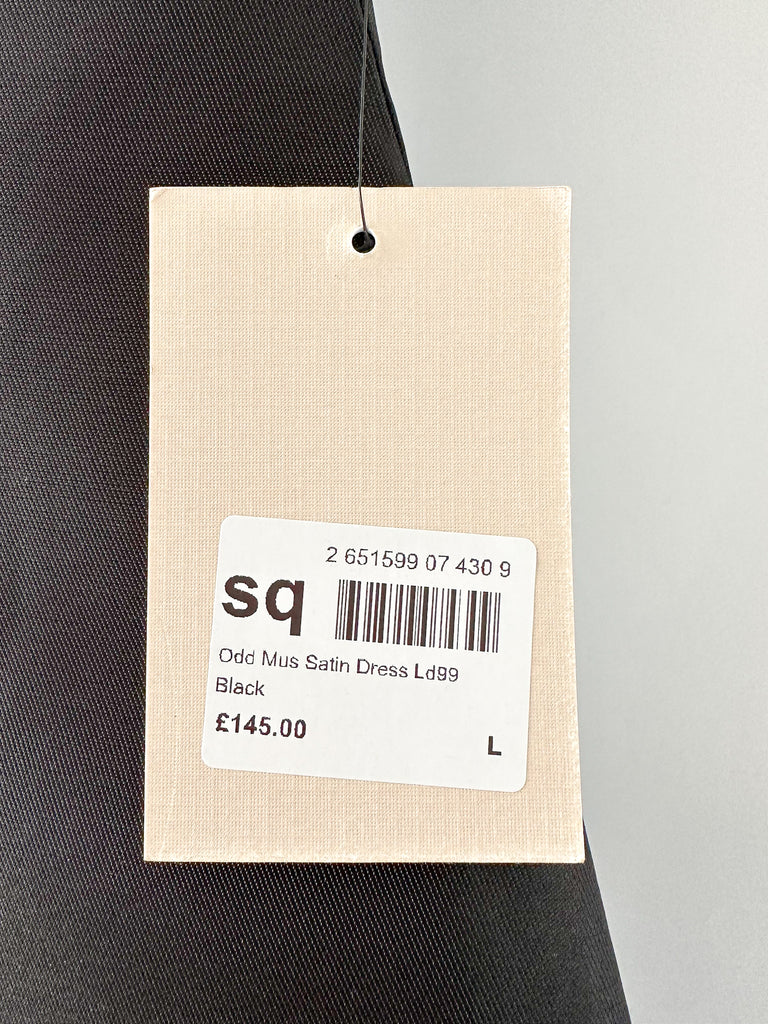 2 651599 07 430 9
sq
Odd Mus Satin Dress Ld99
Black
£145.00
L